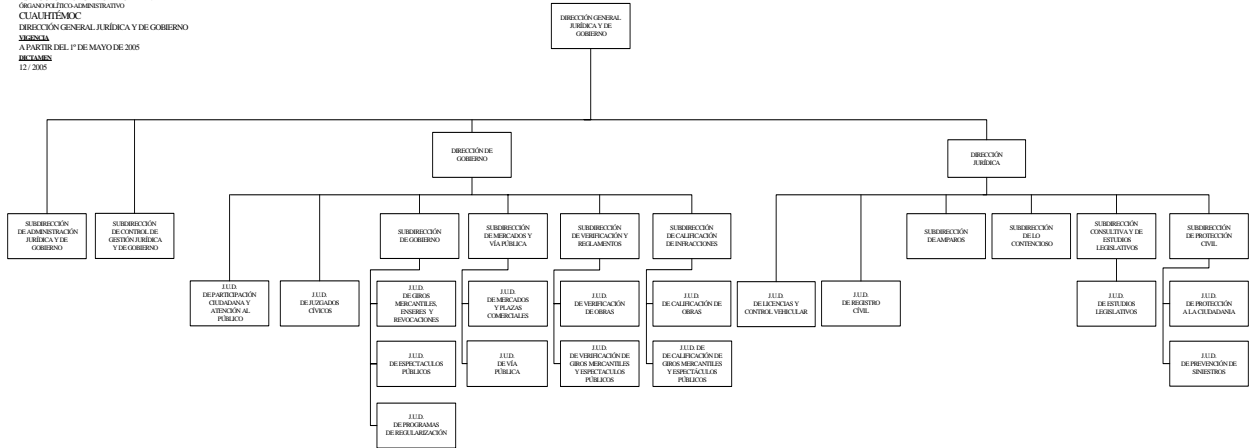 ÓRGANO POLÍTICO-ADMINISTRATIVO
CUAUHTÉMOC
DIRECCIÓN GENERAL JURÍDICA Y DE GOBIERNO
VIGENCIA
A PARTIR DEL 1º DE MAYO DE 2005
DICTAMEN
12 / 2005
DIRECCIÓN GENERAL
JURÍDICA Y DE
GOBIERNO
DIRECCIÓN DE
GOBIERNO
DIRECCIÓN
JURÍDICA
SUBDIRECCIÓN
DE ADMINISTRACIÓN
JURÍDICA Y DE
GOBIERNO
SUBDIRECCIÓN
DE CONTROL DE
GESTIÓN JURÍDICA
Y DE GOBIERNO
SUBDIRECCIÓN
DE GOBIERNO
SUBDIRECCIÓN
DE MERCADOS Y
VÍA PÚBLICA
SUBDIRECCIÓN
DE VERIFICACIÓN Y
REGLAMENTOS
SUBDIRECCIÓN
DE CALIFICACIÓN
DE INFRACCIONES
SUBDIRECCIÓN
DE AMPAROS
SUBDIRECCIÓN
DE LO
CONTENCIOSO
SUBDIRECCIÓN
CONSULTIVA Y DE
ESTUDIOS
LEGISLATIVOS
SUBDIRECCIÓN
DE PROTECCIÓN
CIVIL
J.U.D.
DE PARTICIPACIÓN
CIUDADANA Y
ATENCIÓN AL
PÚBLICO
J.U.D.
DE JUZGADOS
CÍVICOS
J.U.D.
DE GIROS
MERCANTILES,
ENSERES Y
REVOCACIONES
J.U.D.
DE MERCADOS
Y PLAZAS
COMERCIALES
J.U.D.
DE VERIFICACIÓN
DE OBRAS
J.U.D.
DE CALIFICACIÓN DE
OBRAS
J.U.D.
DE LICENCIAS Y
CONTROL VEHICULAR
J.U.D.
DE REGISTRO
CÍVIL
J.U.D.
DE ESTUDIOS
LEGISLATIVOS
J.U.D.
DE PROTECCIÓN
A LA CIUDADANIA
J.U.D.
DE ESPECTACULOS
PÚBLICOS
J.U.D.
DE VÍA
PÚBLICA
J.U.D.
DE VERIFICACIÓN DE
GIROS MERCANTILES
Y ESPECTACULOS
PÚBLICOS
J.U.D. DE
DE CALIFICACIÓN DE
GIROS MERCANTILES
Y ESPECTÁCULOS
PÚBLICOS
J.U.D.
DE PREVENCIÓN DE
SINIESTROS
J.U.D.
DE PROGRAMAS
DE REGULARIZACIÓN